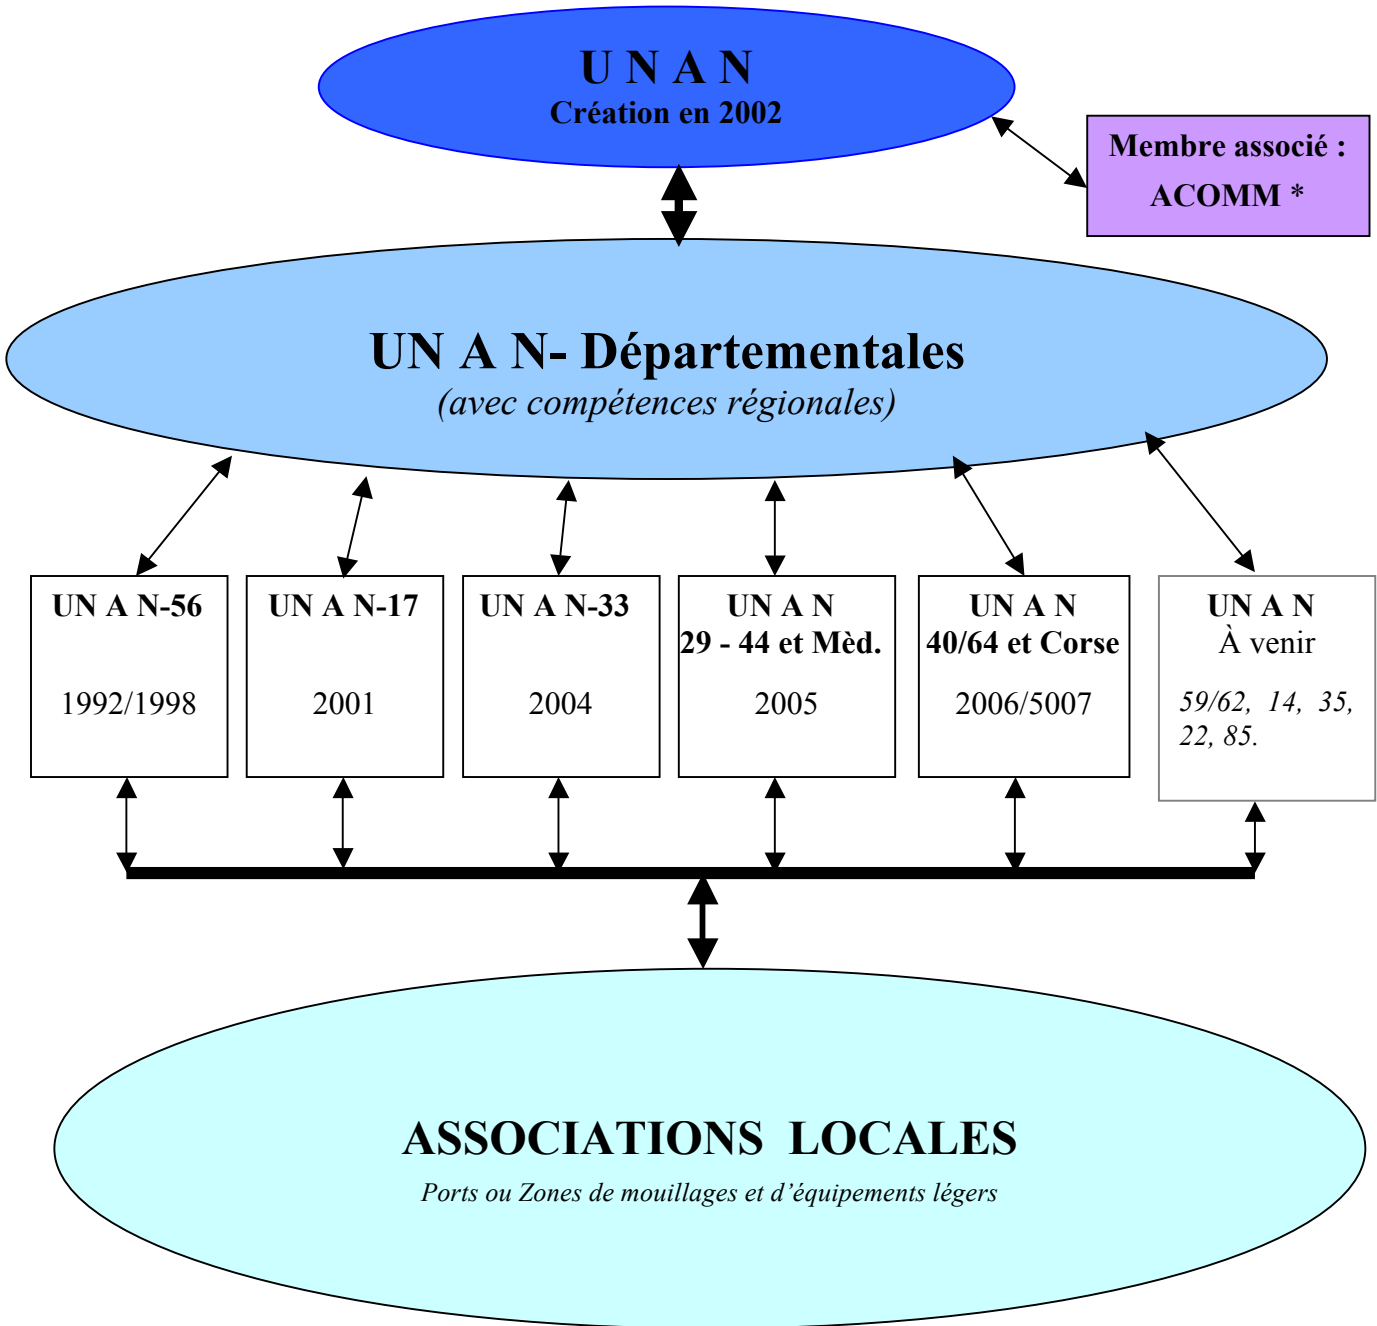 U N A N
Création en 2002
Membre associé :
ACOMM *
UN A N- Départementales
(avec compétences régionales)
UN A N-56
1992/1998
UN A N-17
2001
UN A N-33
2004
UN A N
29 - 44 et Mèd.
2005
UN A N
40/64 et Corse
2006/5007
UN A N
À venir
59/62, 14, 35,
22, 85.
ASSOCIATIONS LOCALES
Ports ou Zones de mouillages et d'équipements légers